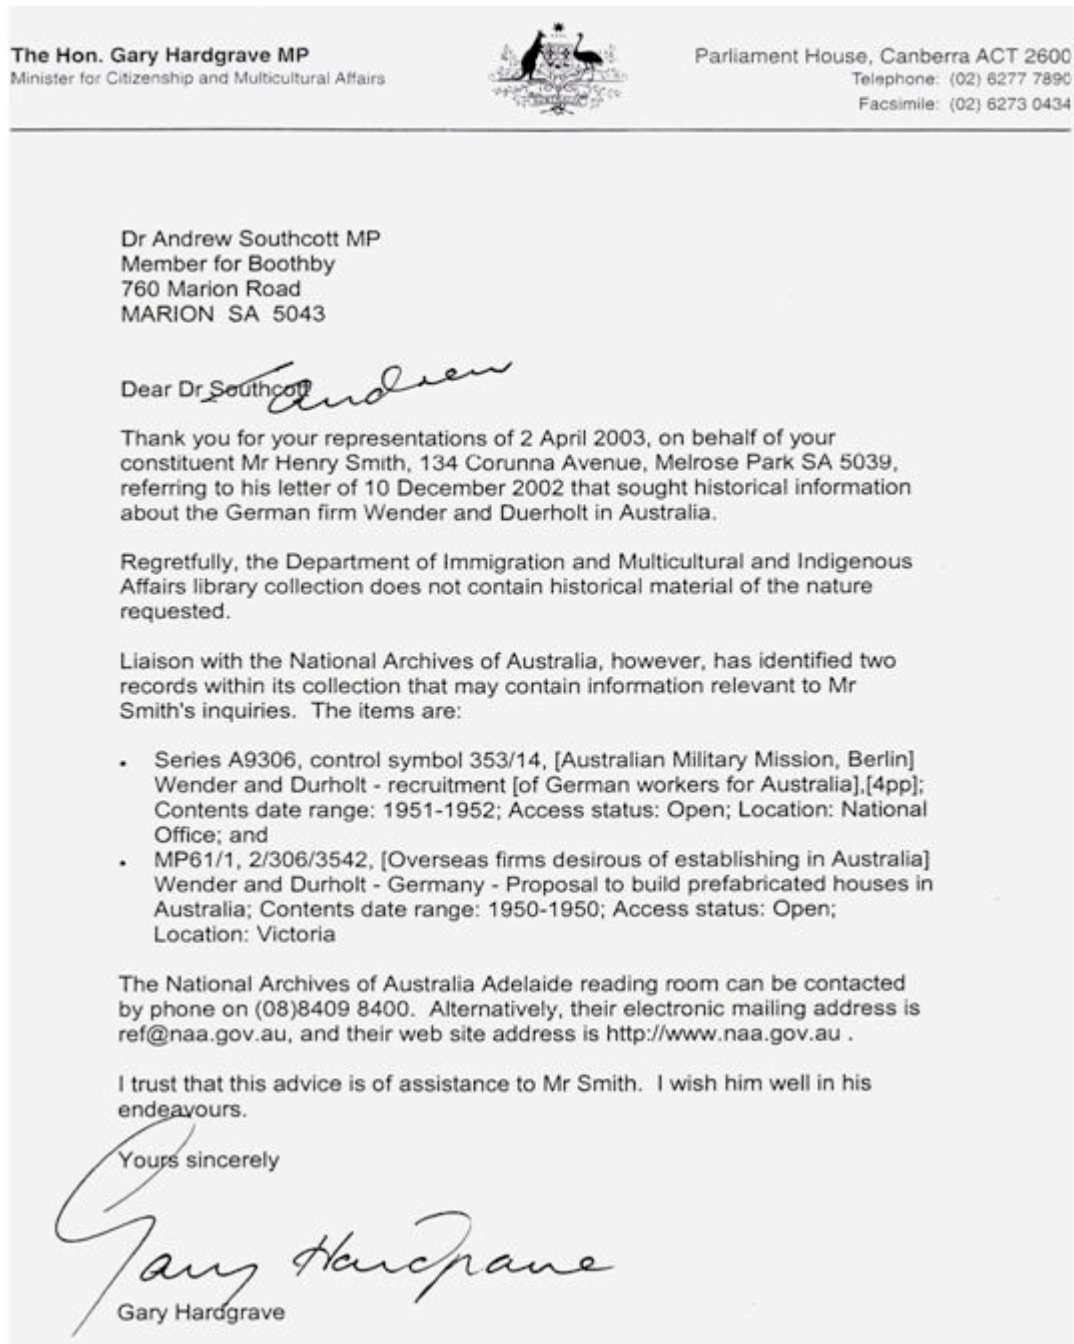 The Hon. Gary Hardgrave MP
Minister for Citizenship and Multicultural Affairs
Parliament House, Canberra ACT 2600
Telephone: (02) 6277 7890
Facsimile: (02) 6273 0434
Dr Andrew Southcott MP
Member for Boothby
760 Marion Road
MARION SA 5043
Dear Dr Southcott Andrew
Thank you for your representations of 2 April 2003, on behalf of your
constituent Mr Henry Smith, 134 Corunna Avenue, Melrose Park SA 5039,
referring to his letter of 10 December 2002 that sought historical information
about the German firm Wender and Duerholt in Australia.
Regretfully, the Department of Immigration and Multicultural and Indigenous
Affairs library collection does not contain historical material of the nature
requested.
Liaison with the National Archives of Australia, however, has identified two
records within its collection that may contain information relevant to Mr
Smith's inquiries. The items are:
• Series A9306, control symbol 353/14, [Australian Military Mission, Berlin]
Wender and Durholt - recruitment [of German workers for Australia],[4pp];
Contents date range: 1951-1952; Access status: Open; Location: National
Office; and
• MP61/1, 2/306/3542, [Overseas firms desirous of establishing in Australia]
Wender and Durholt - Germany - Proposal to build prefabricated houses in
Australia; Contents date range: 1950-1950; Access status: Open;
Location: Victoria
The National Archives of Australia Adelaide reading room can be contacted
by phone on (08)8409 8400. Alternatively, their electronic mailing address is
ref@naa.gov.au, and their web site address is http://www.naa.gov.au .
I trust that this advice is of assistance to Mr Smith. I wish him well in his
endeavours.
Yours sincerely
Gary Hardgrave
Gary Hardgrave